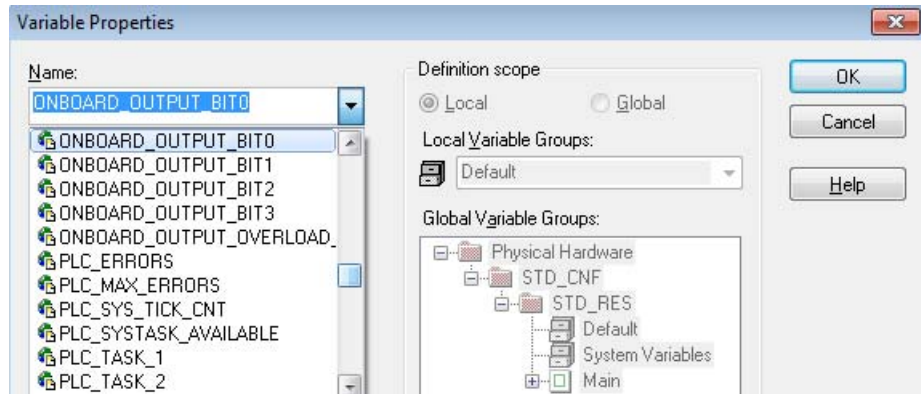 Variable Properties
Name:
ONBOARD_OUTPUT_BIT0
ONBOARD_OUTPUT_BIT0
ONBOARD_OUTPUT_BIT1
ONBOARD_OUTPUT_BIT2
ONBOARD_OUTPUT_BIT3
ONBOARD_OUTPUT_OVERLOAD_
PLC_ERRORS
PLC_MAX_ERRORS
PLC_SYS_TICK_CNT
PLC_SYSTASK_AVAILABLE
PLC_TASK_1
PLC_TASK_2
Definition scope
Local Global
Local Variable Groups:
Default
Global Variable Groups:
Physical Hardware
STD_CNF
STD_RES
Default
System Variables
Main
OK
Cancel
Help